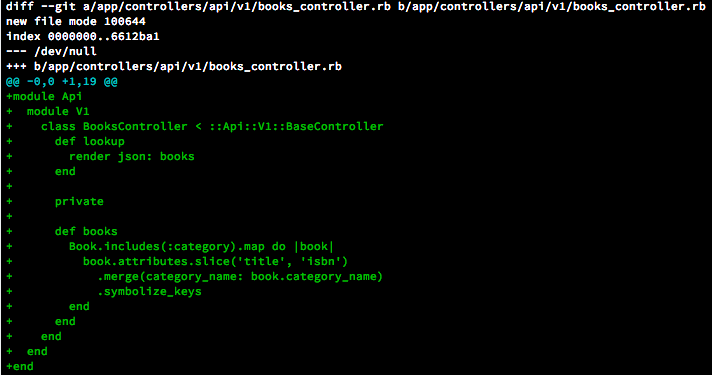 diff --git a/app/controllers/api/v1/books_controller.rb b/app/controllers/api/v1/books_controller.rb
new file mode 100644
index 0000000..6612ba1
--- /dev/null
+++ b/app/controllers/api/v1/books_controller.rb
@@ -0,0 +1,19 @@
+module Api
+  module V1
+    class BooksController < ::Api::V1::BaseController
+      def lookup
+        render json: books
+      end
+
+      private
+
+      def books
+        Book.includes(:category).map do |book|
+          book.attributes.slice('title', 'isbn')
+            .merge(category_name: book.category_name)
+            .symbolize_keys
+        end
+      end
+    end
+  end
+end